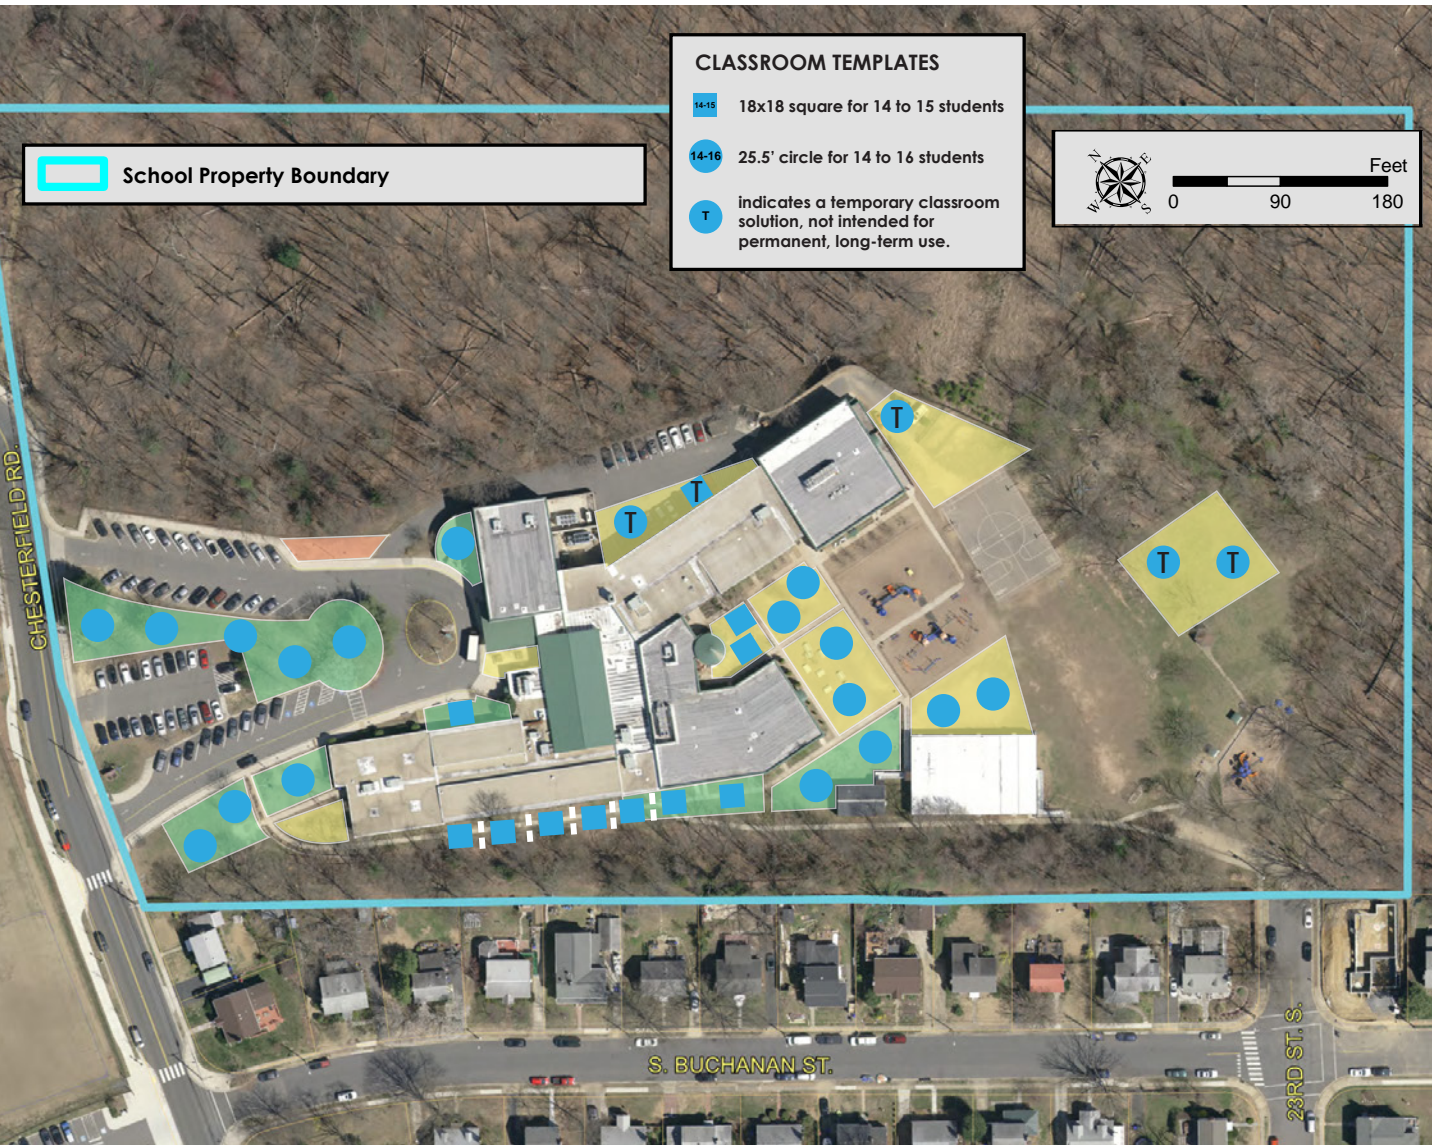 CLASSROOM TEMPLATES
14-15
18x18 square for 14 to 15 students
14-16
25.5' circle for 14 to 16 students
T
indicates a temporary classroom
solution, not intended for
permanent, long-term use.
School Property Boundary
N
E
W
S
Feet
0 90 180
T
T
T
T
T
CHESTERFIELD RD.
S. BUCHANAN ST.
23RD ST. S.